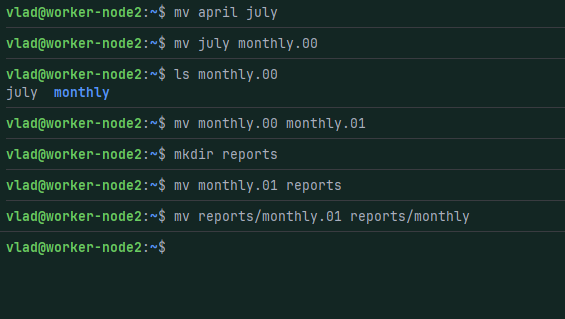 vlad@worker-node2:~$ mv april july
vlad@worker-node2:~$ mv july monthly.00
vlad@worker-node2:~$ ls monthly.00
july  monthly
vlad@worker-node2:~$ mv monthly.00 monthly.01
vlad@worker-node2:~$ mkdir reports
vlad@worker-node2:~$ mv monthly.01 reports
vlad@worker-node2:~$ mv reports/monthly.01 reports/monthly
vlad@worker-node2:~$